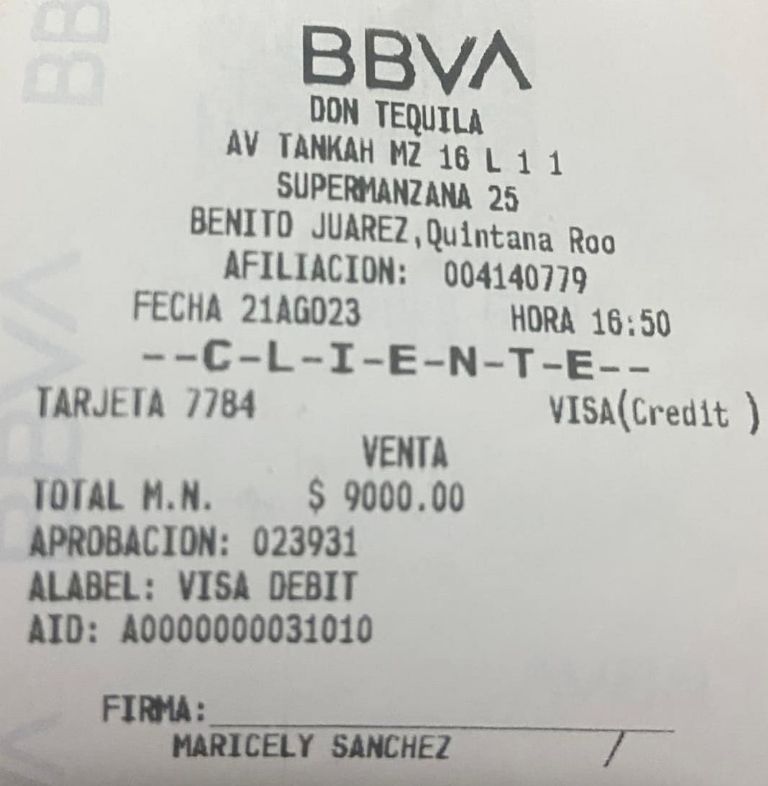 BBVA
DON TEQUILA
AV TANKAH MZ 16 L 1 1
SUPERMANZANA 25
BENITO JUAREZ,Quintana Roo
AFILIACION: 004140779
FECHA 21AGO23 HORA 16:50
--C-L-I-E-N-T-E--
TARJETA 7784 VISA(Credit )
VENTA
TOTAL M.N. $ 9000.00
APROBACION: 023931
ALABEL: VISA DEBIT
AID: A0000000031010
FIRMA:
MARICELY SANCHEZ /